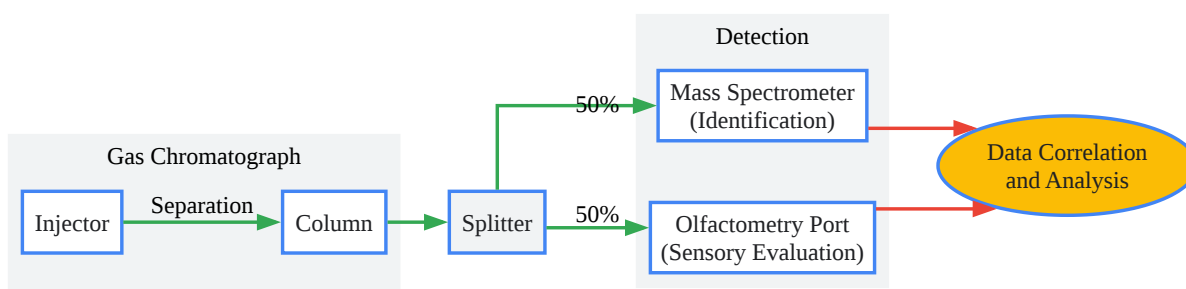 Gas Chromatograph
Injector
Separation
Column
Splitter
50%
50%
Detection
Mass Spectrometer
(Identification)
Olfactometry Port
(Sensory Evaluation)
Data Correlation
and Analysis